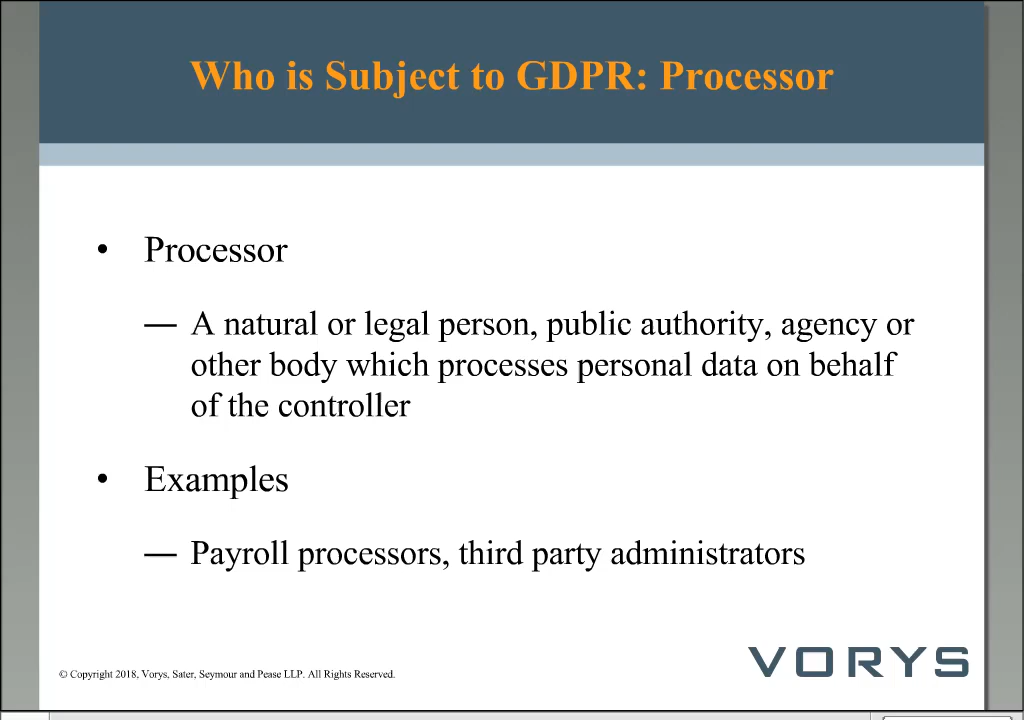 Who is Subject to GDPR: Processor
• Processor
— A natural or legal person, public authority, agency or
other body which processes personal data on behalf
of the controller
• Examples
— Payroll processors, third party administrators
© Copyright 2018, Vorys, Sater, Seymour and Pease LLP. All Rights Reserved.
VORYS